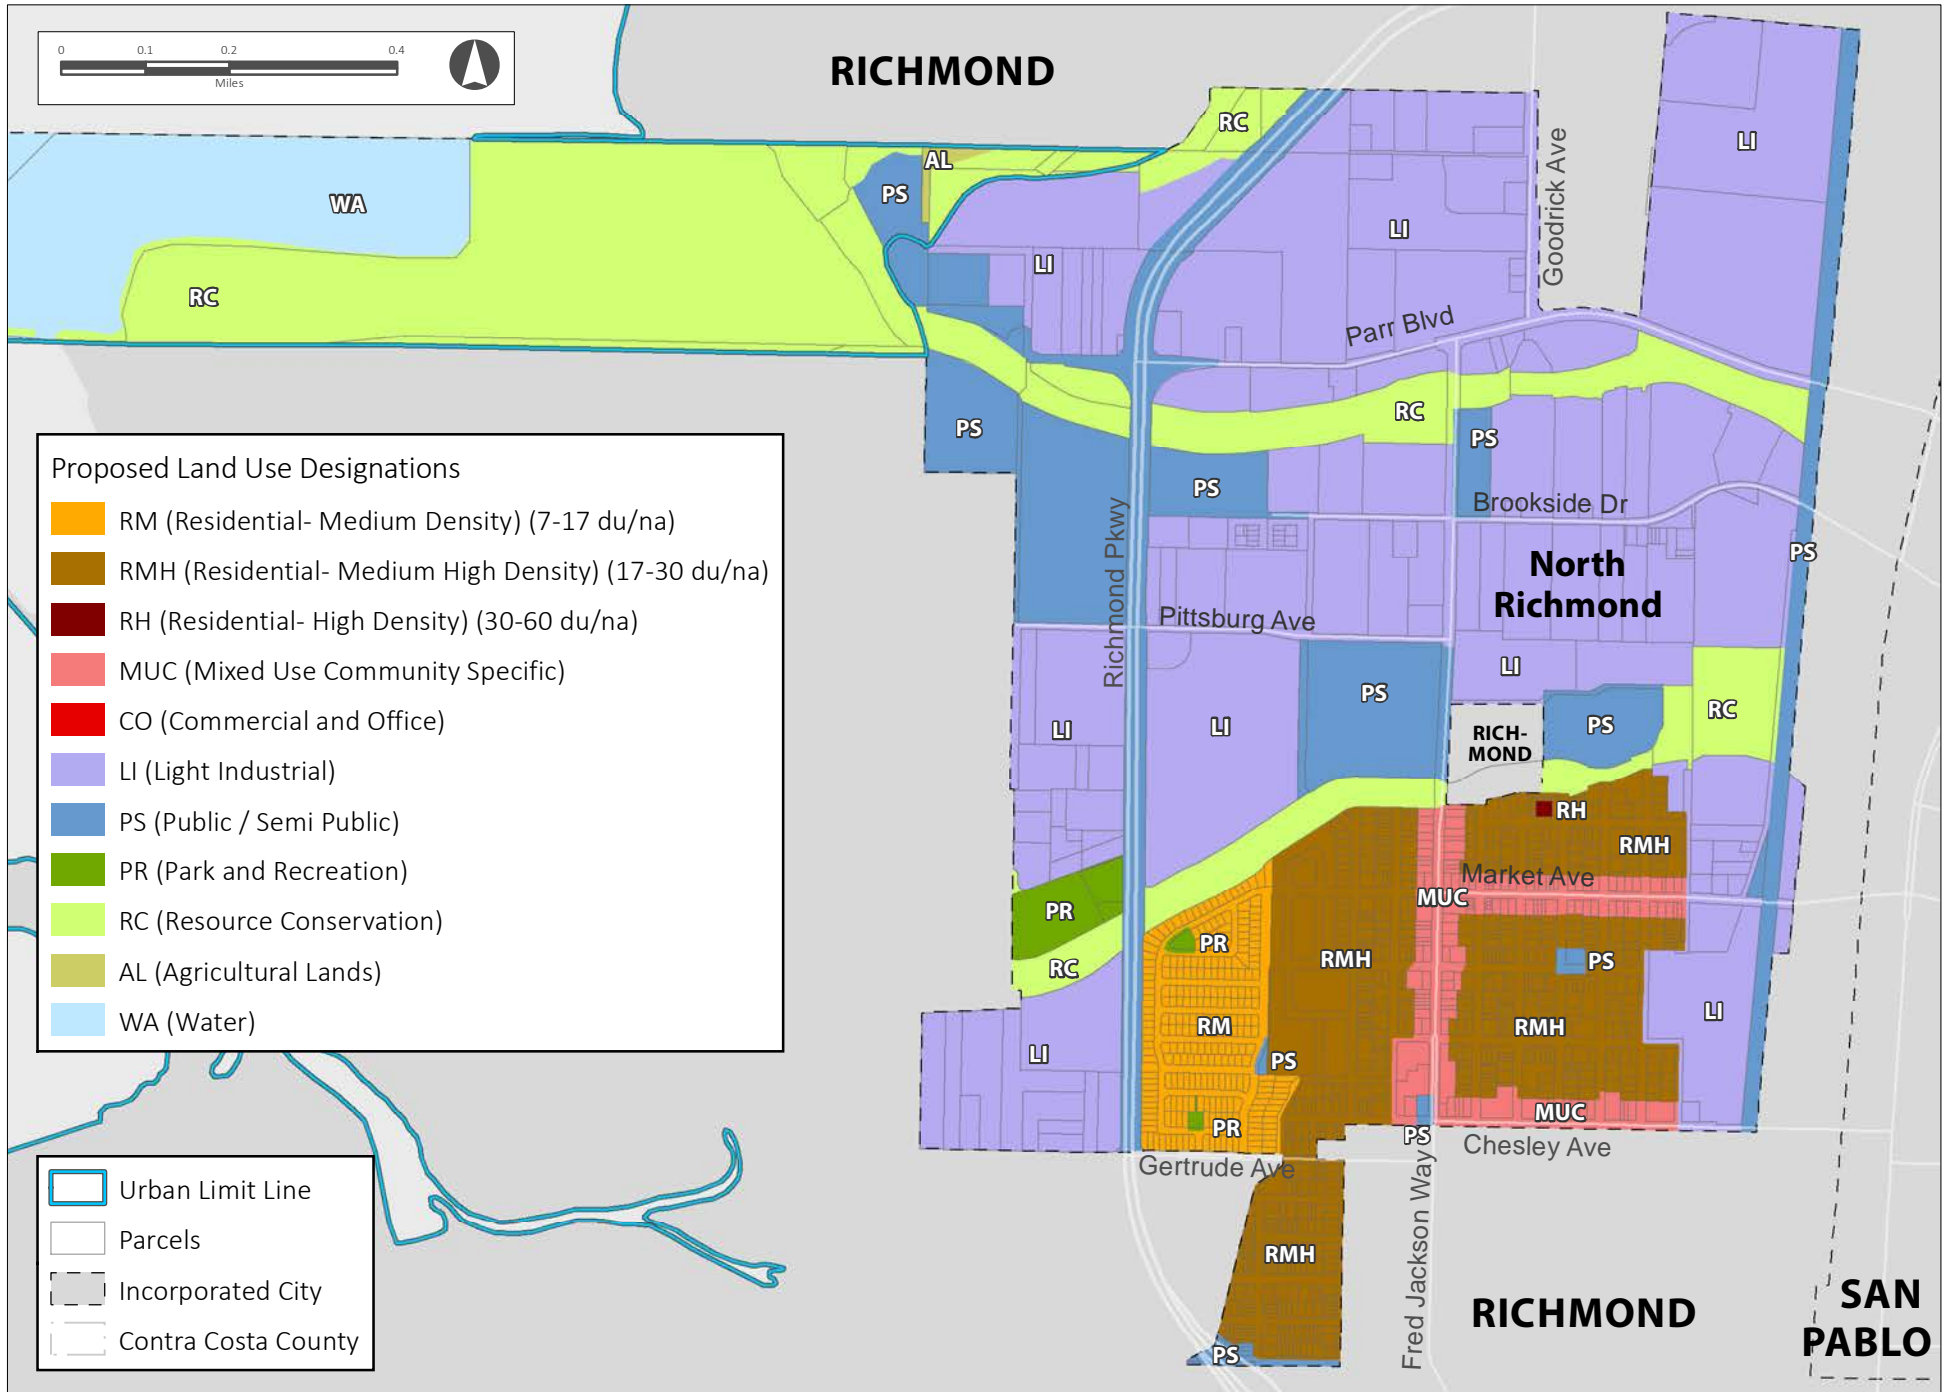 0
0.1
0.2
0.4
Miles
RICHMOND
RC
LI
Goodrick Ave
AL
PS
WA
LI
LI
RC
Parr Blvd
RC
PS
PS
PS
Brookside Dr
Richmond Pkwy
North
Richmond
PS
Pittsburg Ave
LI
PS
RC
LI
LI
RICH-
MOND
PS
RH
RMH
Market Ave
MUC
PR
PR
RC
RMH
PS
RM
RMH
LI
LI
PS
PR
MUC
PS
Chesley Ave
Gertrude Ave
Fred Jackson Way
RMH
PS
RICHMOND
SAN
PABLO
Proposed Land Use Designations
RM (Residential- Medium Density) (7-17 du/na)
RMH (Residential- Medium High Density) (17-30 du/na)
RH (Residential- High Density) (30-60 du/na)
MUC (Mixed Use Community Specific)
CO (Commercial and Office)
LI (Light Industrial)
PS (Public / Semi Public)
PR (Park and Recreation)
RC (Resource Conservation)
AL (Agricultural Lands)
WA (Water)
Urban Limit Line
Parcels
Incorporated City
Contra Costa County